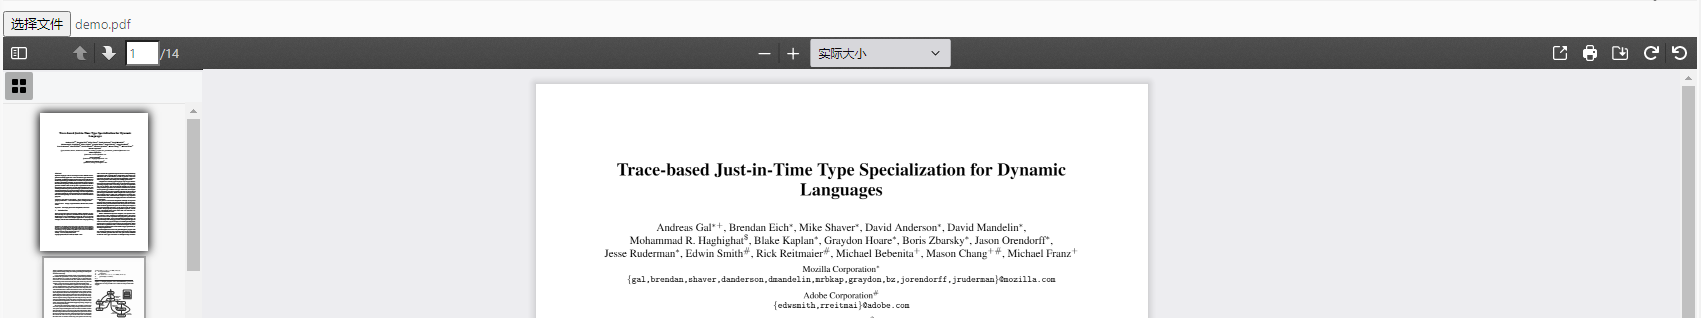 选择文件 demo.pdf
1 /14 实际大小
Trace-based Just-in-Time Type Specialization for Dynamic
Languages
Andreas Gal*+, Brendan Eich*, Mike Shaver*, David Anderson*, David Mandelin*,
Mohammad R. Haghighat$, Blake Kaplan*, Graydon Hoare*, Boris Zbarsky*, Jason Orendorff*,
Jesse Ruderman*, Edwin Smith#, Rick Reitmaier#, Michael Bebenita+, Mason Chang+#, Michael Franz+
Mozilla Corporation*
{gal,brendan,shaver,danderson,dmandelin,mrbkap,graydon,bz,jorendorff,jruderman}@mozilla.com
Adobe Corporation#
{edwsmith,rreitmai}@adobe.com